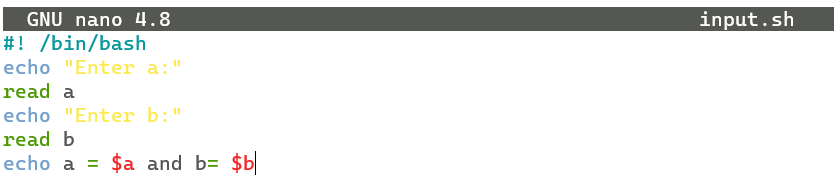 GNU nano 4.8 input.sh
#! /bin/bash
echo "Enter a:"
read a
echo "Enter b:"
read b
echo a = $a and b= $b